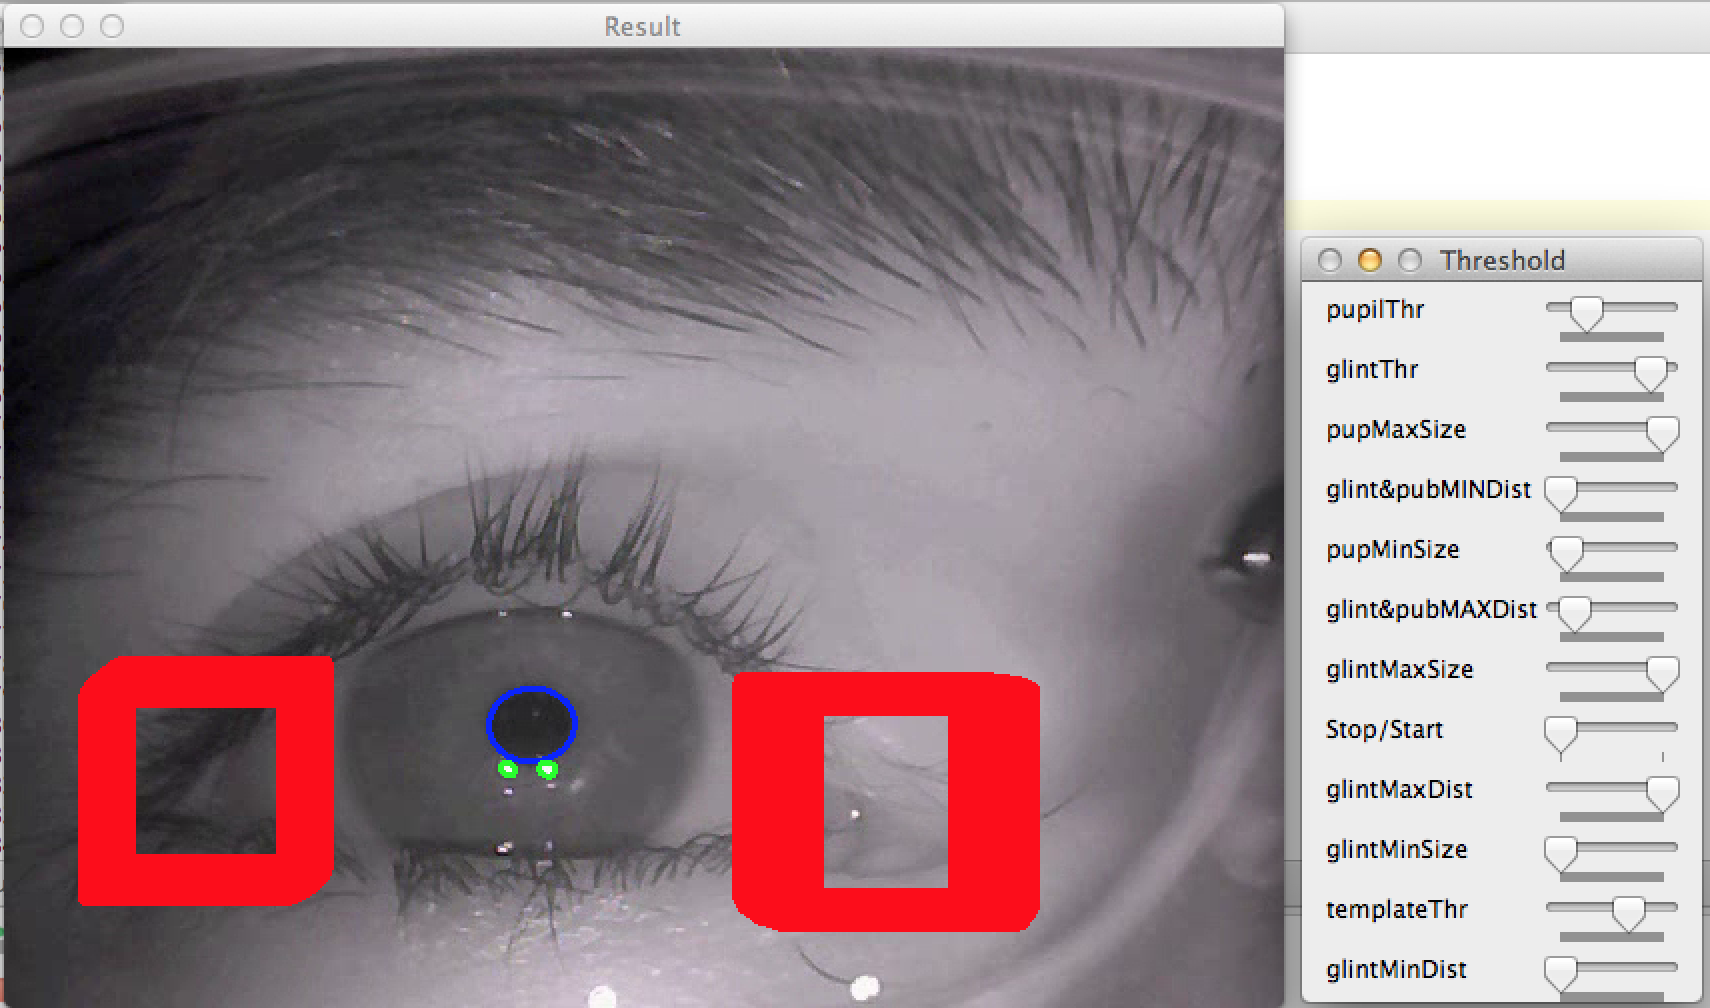 Result
Threshold
pupilThr
glintThr
pupMaxSize
glint&pubMINDist
pupMinSize
glint&pubMAXDist
glintMaxSize
Stop/Start
glintMaxDist
glintMinSize
templateThr
glintMinDist